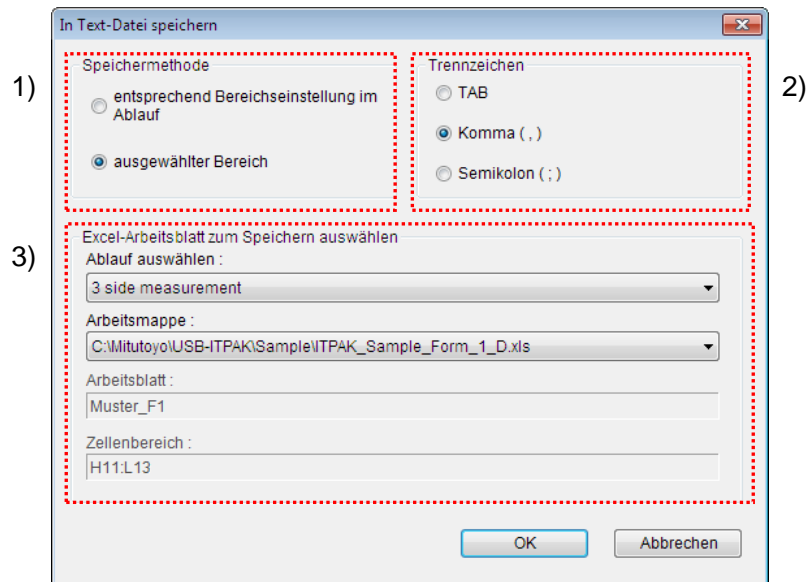 In Text-Datei speichern
1)
Speichermethode
entsprechend Bereichseinstellung im
Ablauf
ausgewählter Bereich
Trennzeichen
TAB
Komma ( , )
Semikolon ( ; )
2)
3)
Excel-Arbeitsblatt zum Speichern auswählen
Ablauf auswählen :
3 side measurement
Arbeitsmappe :
C:\Mitutoyo\USB-ITPAK\Sample\ITPAK_Sample_Form_1_D.xls
Arbeitsblatt :
Muster_F1
Zellenbereich :
H11:L13
OK
Abbrechen